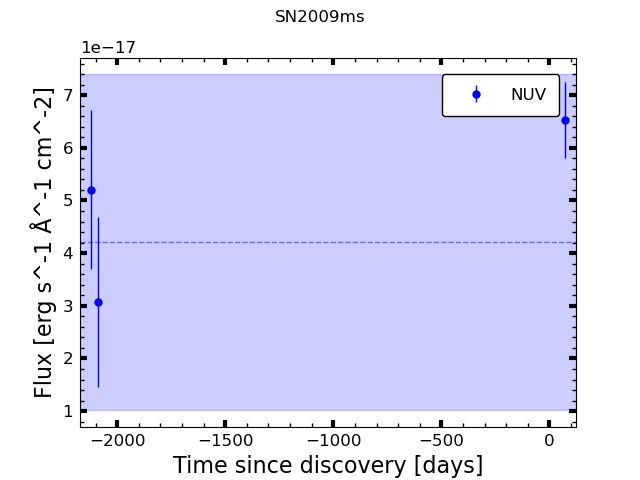 SN2009ms
1e−17
NUV
7
6
5
4
3
2
1
Flux [erg s^-1 Å^-1 cm^-2]
−2000 −1500 −1000 −500 0
Time since discovery [days]